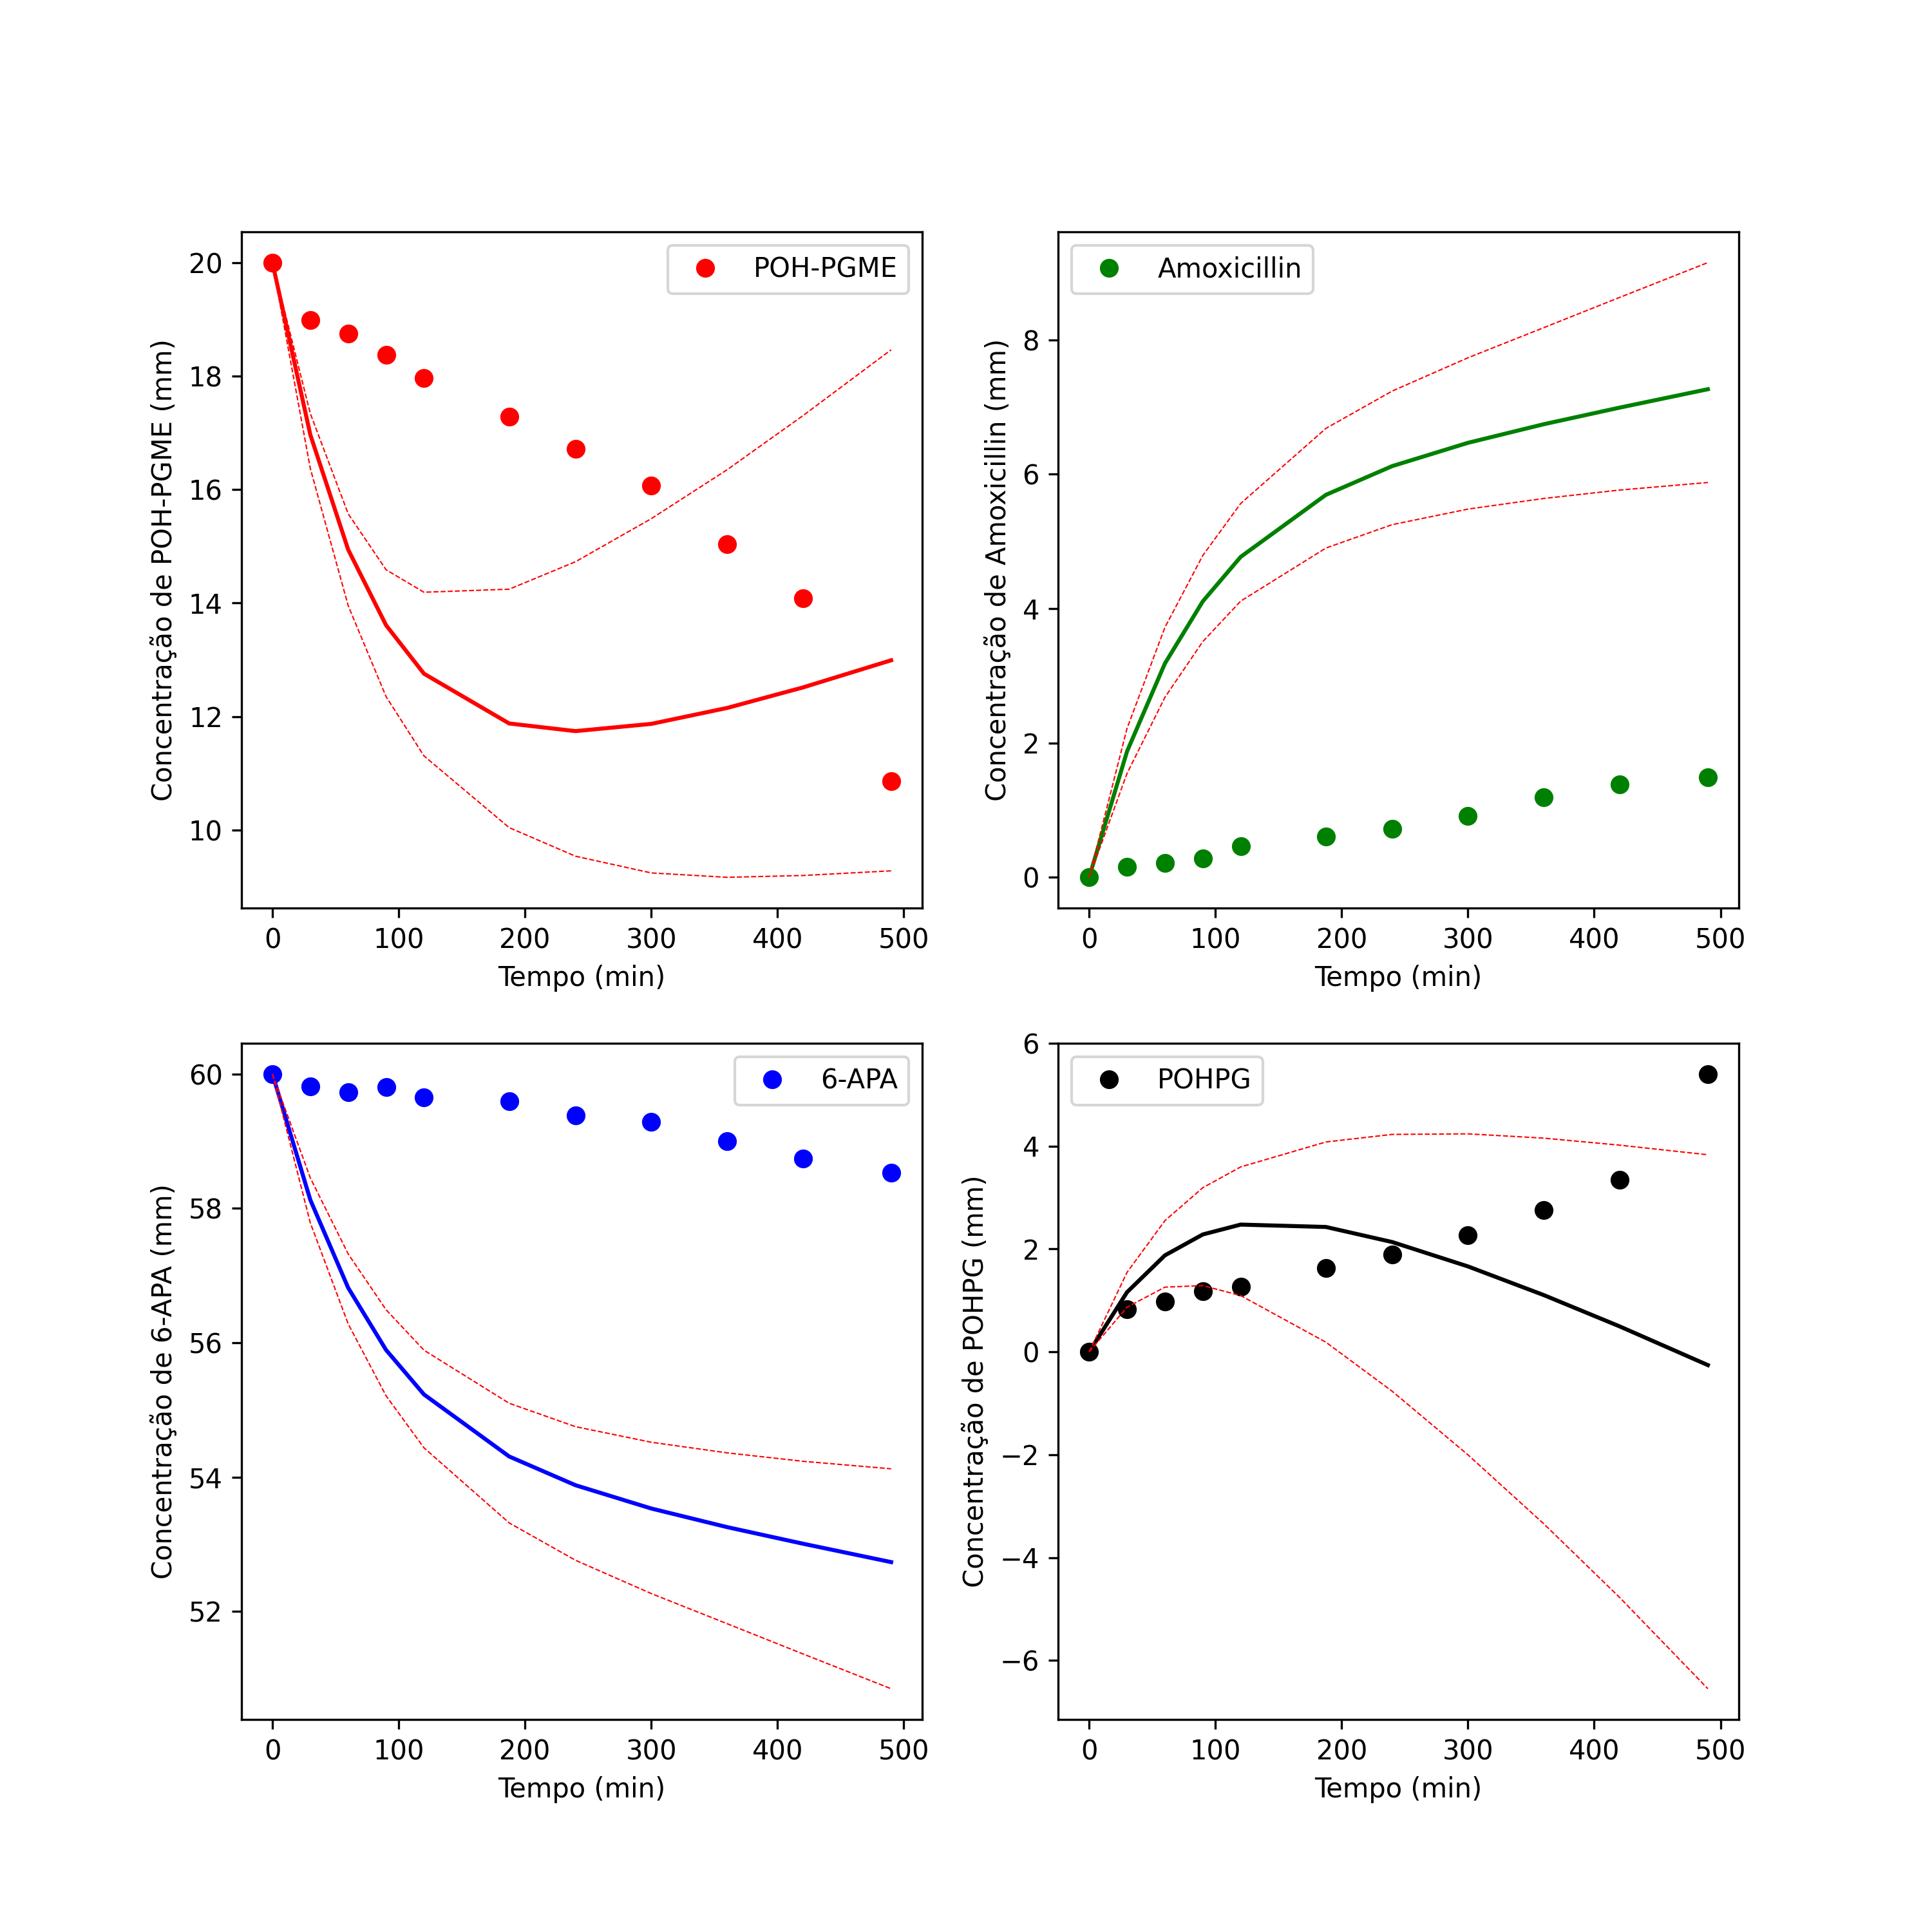 POH-PGME
20
18
16
14
12
10
Concentração de POH-PGME (mm)
0 100 200 300 400 500
Tempo (min)
Amoxicillin
8
6
4
2
0
Concentração de Amoxicillin (mm)
0 100 200 300 400 500
Tempo (min)
6-APA
60
58
56
54
52
Concentração de 6-APA (mm)
0 100 200 300 400 500
Tempo (min)
POHPG
6
4
2
0
−2
−4
−6
Concentração de POHPG (mm)
0 100 200 300 400 500
Tempo (min)